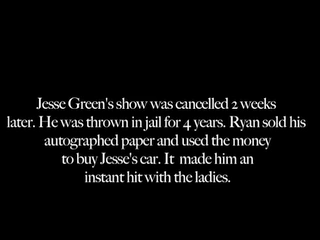 Jesse Green's show was cancelled 2 weeks
later. He was thrown in jail for 4 years. Ryan sold his
autographed paper and used the money
to buy Jesse's car. It made him an
instant hit with the ladies.